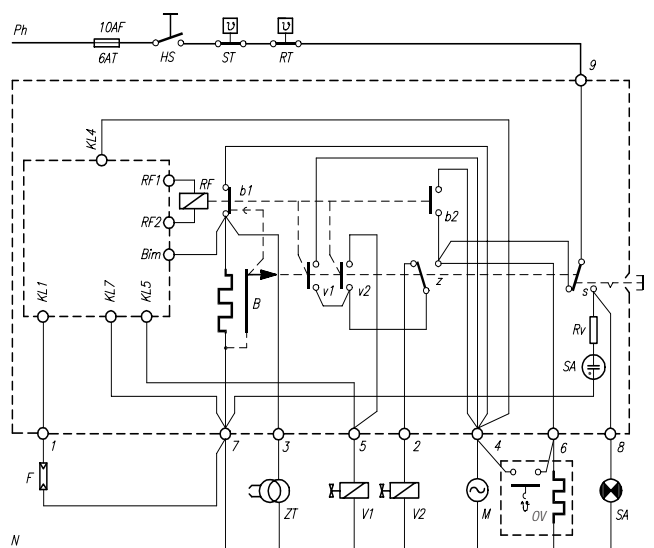 Ph
10AF
6AT
HS
υ
ST
υ
RT
9
KL4
RF1
RF
b1
RF2
b2
Bim
KL1
KL7
KL5
B
v1
v2
z
s
Rv
SA
1
7
3
5
2
4
6
8
F
ZT
V1
V2
M
υ
OV
SA
N